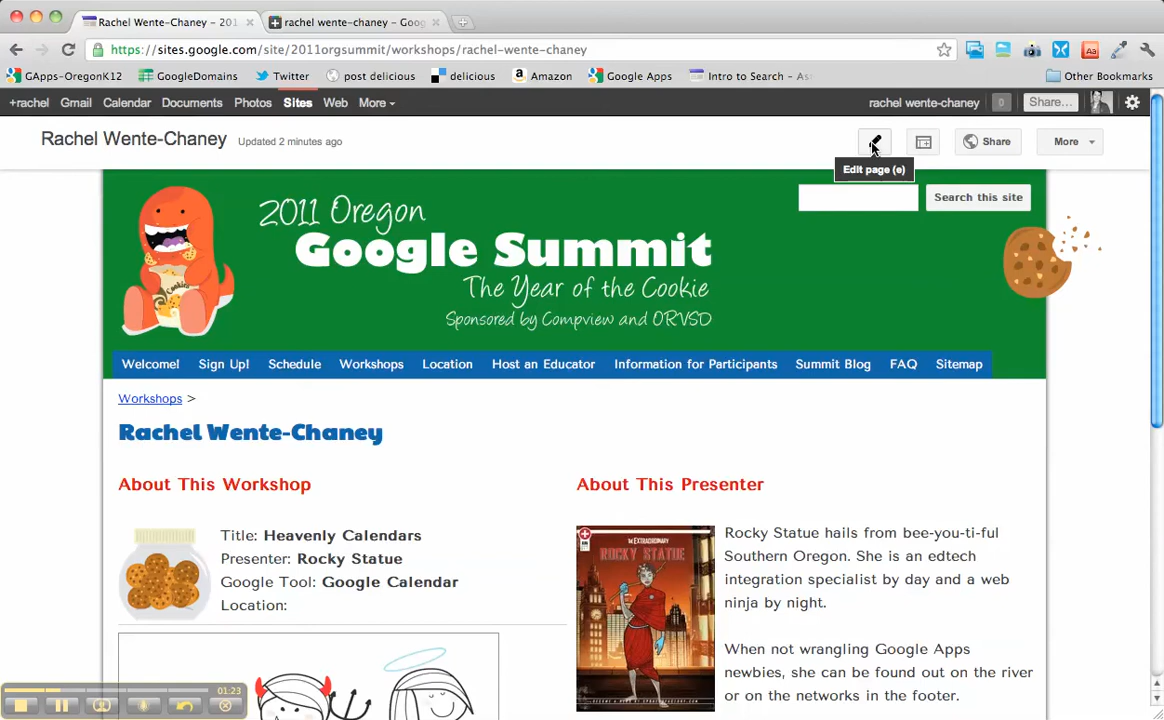 Rachel Wente-Chaney – 2011
rachel wente-chaney - Goog
https://sites.google.com/site/2011orgsummit/workshops/rachel-wente-chaney
GApps-OregonK12 GoogleDomains Twitter post delicious delicious Amazon Google Apps Intro to Search - As Other Bookmarks
+rachel Gmail Calendar Documents Photos Sites Web More rachel wente-chaney 0 Share…
Rachel Wente-Chaney Updated 2 minutes ago Share More
Edit page (e)
2011 Oregon
Google Summit
The Year of the Cookie
Sponsored by Compview and ORVSD
Search this site
Welcome! Sign Up! Schedule Workshops Location Host an Educator Information for Participants Summit Blog FAQ Sitemap
Workshops >
Rachel Wente-Chaney
About This Workshop
Title: Heavenly Calendars
Presenter: Rocky Statue
Google Tool: Google Calendar
Location:
About This Presenter
THE EXTRAORDINARY
ROCKY STATUE
Rocky Statue hails from bee-you-ti-ful
Southern Oregon. She is an edtech
integration specialist by day and a web
ninja by night.
When not wrangling Google Apps
newbies, she can be found out on the river
or on the networks in the footer.
01:23